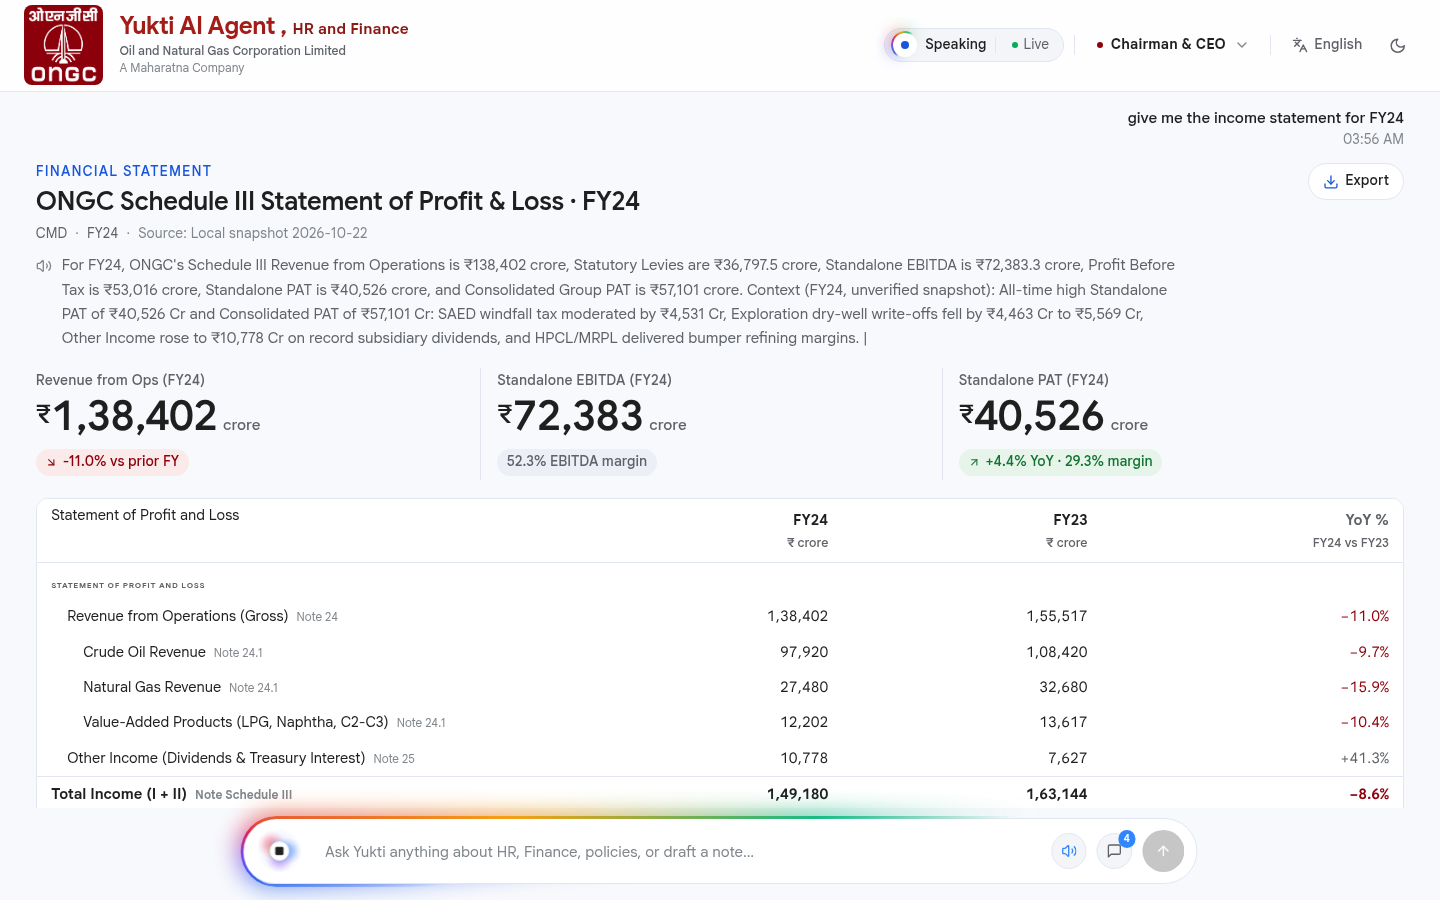 ओएनजीसी
ongc
Yukti AI Agent , HR and Finance
Oil and Natural Gas Corporation Limited
A Maharatna Company
Speaking
Live
Chairman & CEO
English
give me the income statement for FY24
03:56 AM
FINANCIAL STATEMENT
ONGC Schedule III Statement of Profit & Loss · FY24
Export
CMD · FY24 · Source: Local snapshot 2026-10-22
For FY24, ONGC's Schedule III Revenue from Operations is ₹138,402 crore, Statutory Levies are ₹36,797.5 crore, Standalone EBITDA is ₹72,383.3 crore, Profit Before
Tax is ₹53,016 crore, Standalone PAT is ₹40,526 crore, and Consolidated Group PAT is ₹57,101 crore. Context (FY24, unverified snapshot): All-time high Standalone
PAT of ₹40,526 Cr and Consolidated PAT of ₹57,101 Cr: SAED windfall tax moderated by ₹4,531 Cr, Exploration dry-well write-offs fell by ₹4,463 Cr to ₹5,569 Cr,
Other Income rose to ₹10,778 Cr on record subsidiary dividends, and HPCL/MRPL delivered bumper refining margins. |
Revenue from Ops (FY24)
₹1,38,402 crore
-11.0% vs prior FY
Standalone EBITDA (FY24)
₹72,383 crore
52.3% EBITDA margin
Standalone PAT (FY24)
₹40,526 crore
+4.4% YoY · 29.3% margin
Statement of Profit and Loss FY24 FY23 YoY %
₹ crore ₹ crore FY24 vs FY23
STATEMENT OF PROFIT AND LOSS
Revenue from Operations (Gross) Note 24 1,38,402 1,55,517 −11.0%
Crude Oil Revenue Note 24.1 97,920 1,08,420 −9.7%
Natural Gas Revenue Note 24.1 27,480 32,680 −15.9%
Value-Added Products (LPG, Naphtha, C2-C3) Note 24.1 12,202 13,617 −10.4%
Other Income (Dividends & Treasury Interest) Note 25 10,778 7,627 +41.3%
Total Income (I + II) Note Schedule III 1,49,180 1,63,144 −8.6%
Ask Yukti anything about HR, Finance, policies, or draft a note...
4